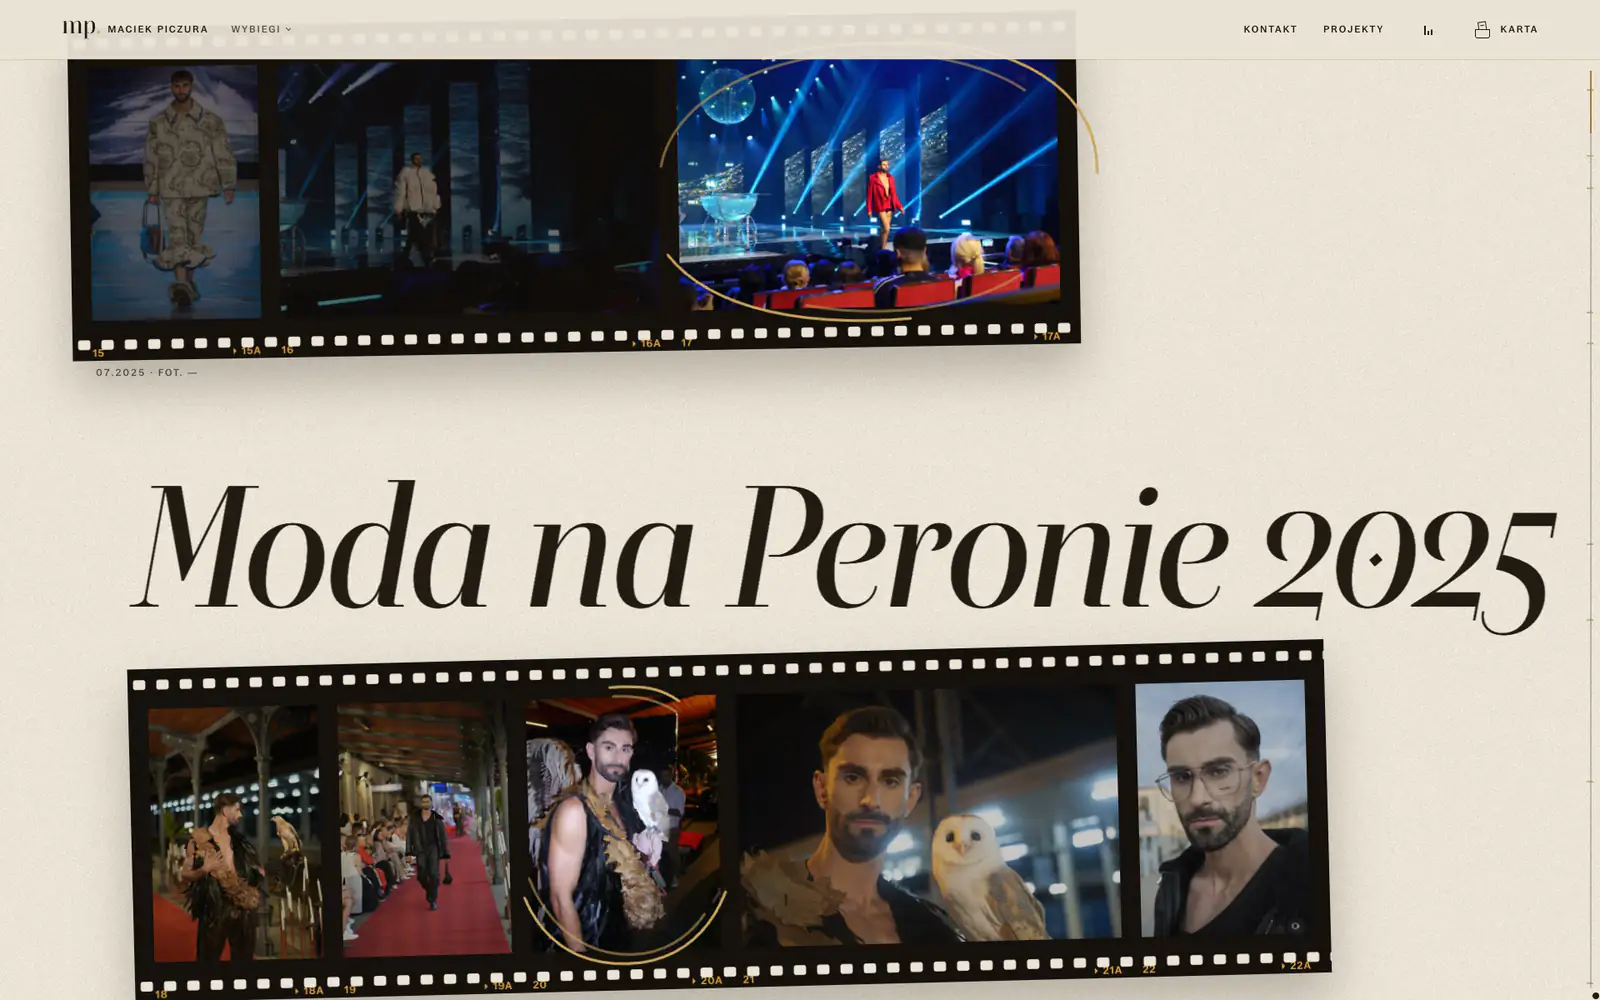 mp. MACIEK PICZURA WYBIEGI KONTAKT PROJEKTY KARTA
15 15A 16 16A 17 17A
07.2025 · FOT. —
Moda na Peronie 2025
18 18A 19 19A 20 20A 21 21A 22 22A